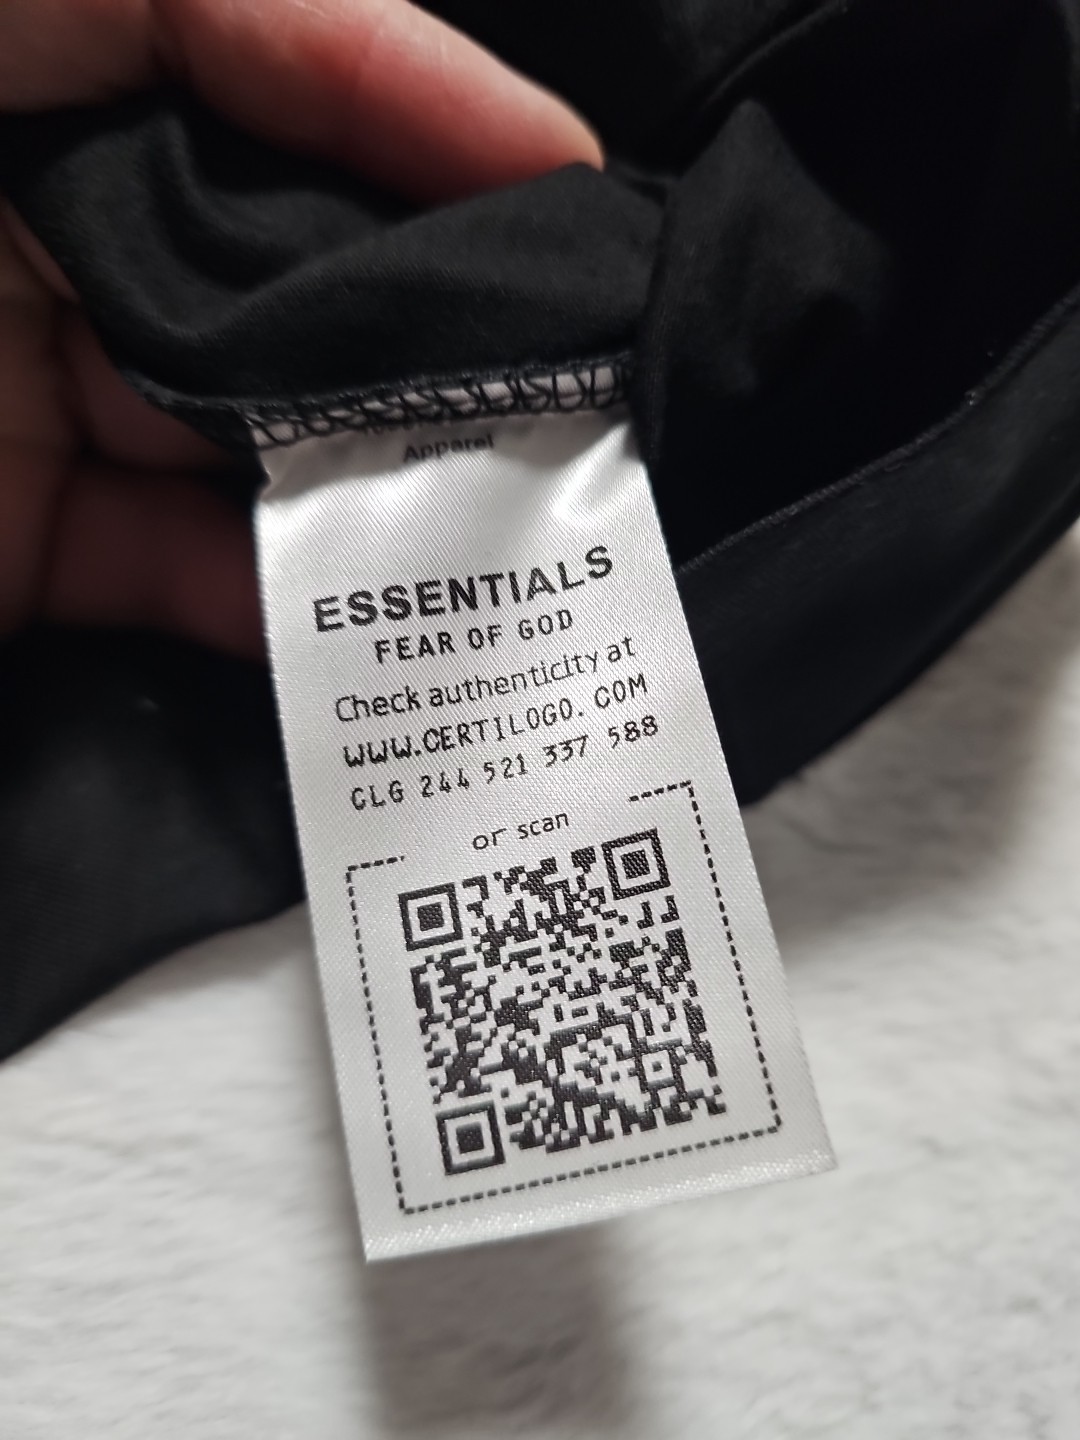 Apparel
ESSENTIALS
FEAR OF GOD
Check authenticity at
WWW.CERTILOGO.COM
CLG 244 521 337 588
or scan